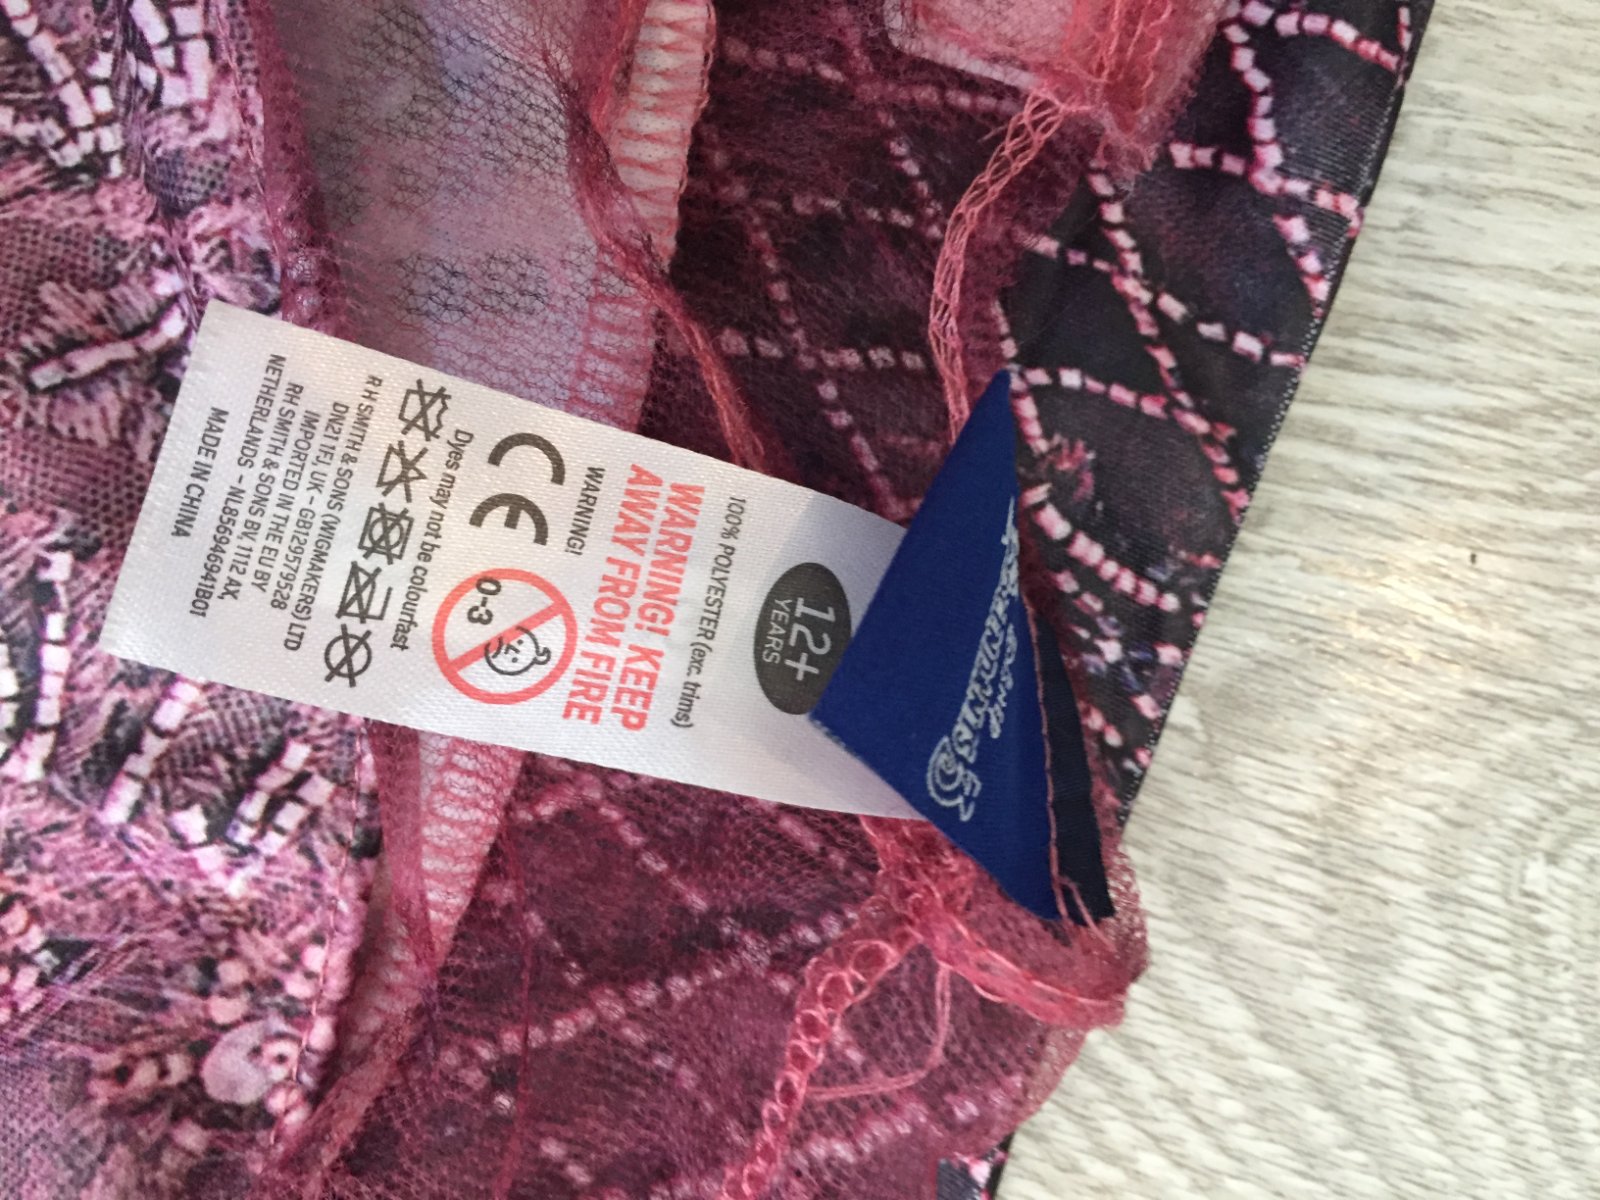 12+
YEARS
100% POLYESTER (exc. trims)
WARNING! KEEP
AWAY FROM FIRE
WARNING!
0-3
CE
Dyes may not be colourfast
R H SMITH & SONS (WIGMAKERS) LTD
DN21 1FJ, UK - GB129579528
IMPORTED IN THE EU BY
RH SMITH & SONS BV, 1112 AX,
NETHERLANDS - NL856946941B01
MADE IN CHINA